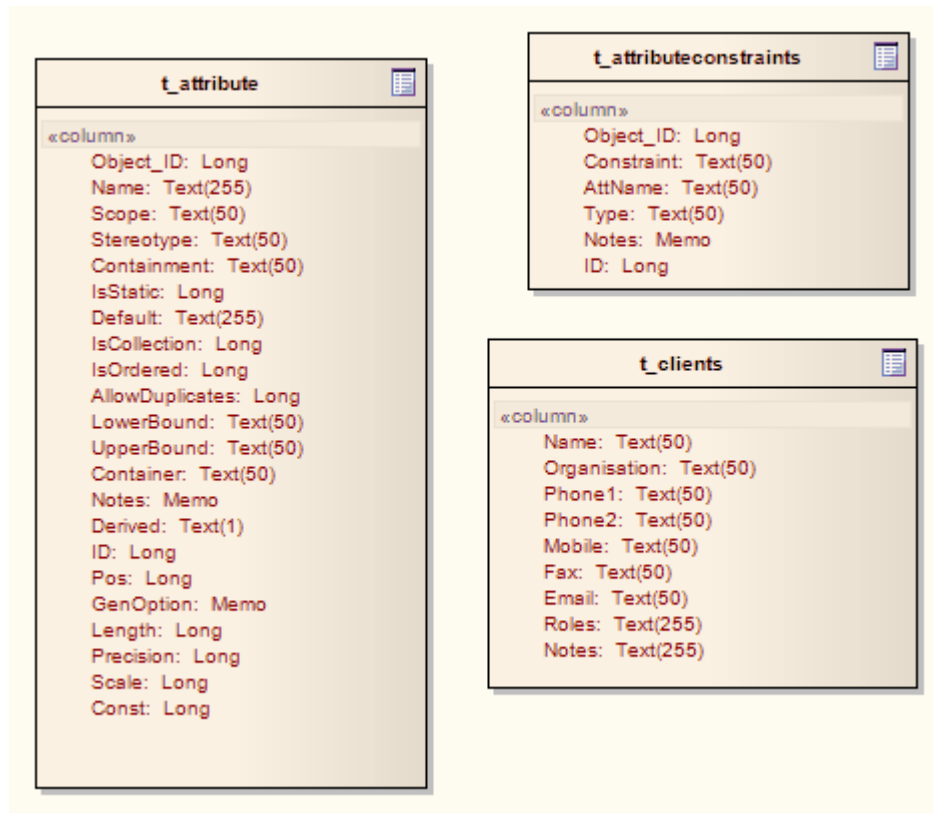 t_attribute
«column»
Object_ID: Long
Name: Text(255)
Scope: Text(50)
Stereotype: Text(50)
Containment: Text(50)
IsStatic: Long
Default: Text(255)
IsCollection: Long
IsOrdered: Long
AllowDuplicates: Long
LowerBound: Text(50)
UpperBound: Text(50)
Container: Text(50)
Notes: Memo
Derived: Text(1)
ID: Long
Pos: Long
GenOption: Memo
Length: Long
Precision: Long
Scale: Long
Const: Long
t_attributeconstraints
«column»
Object_ID: Long
Constraint: Text(50)
AttName: Text(50)
Type: Text(50)
Notes: Memo
ID: Long
t_clients
«column»
Name: Text(50)
Organisation: Text(50)
Phone1: Text(50)
Phone2: Text(50)
Mobile: Text(50)
Fax: Text(50)
Email: Text(50)
Roles: Text(255)
Notes: Text(255)